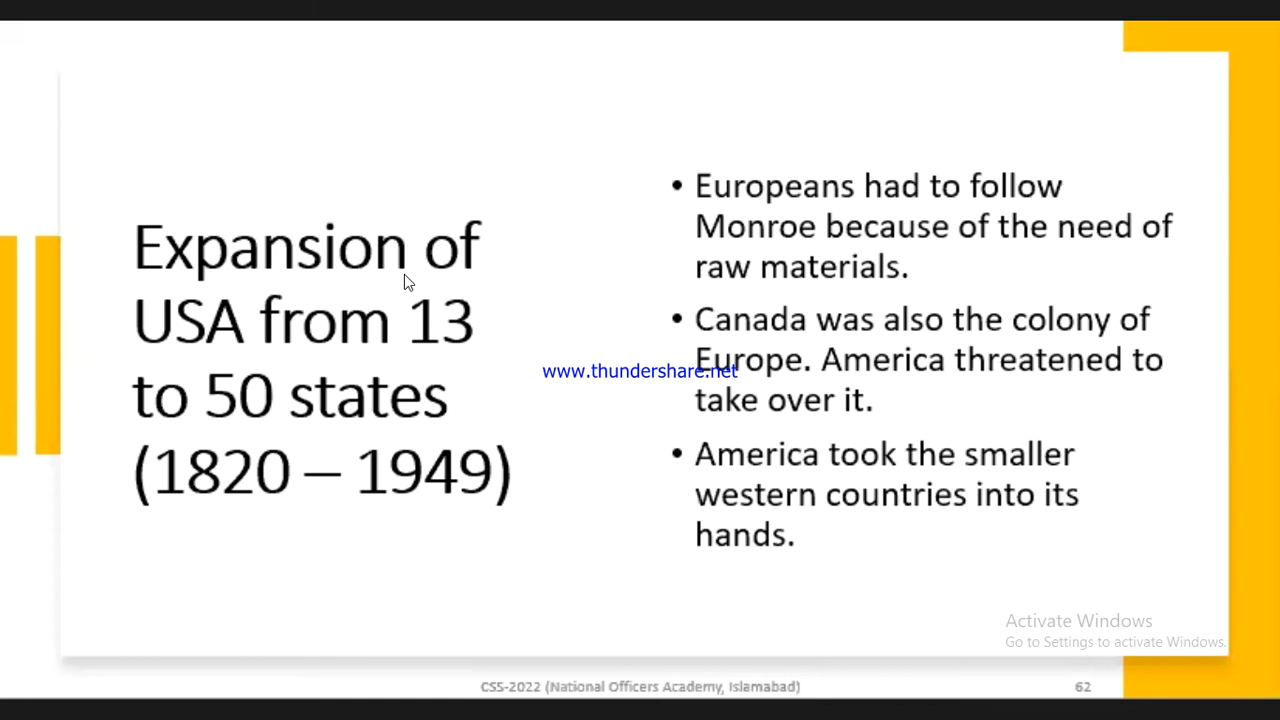 Expansion of
USA from 13
to 50 states
(1820 – 1949)
• Europeans had to follow
Monroe because of the need of
raw materials.
• Canada was also the colony of
Europe. America threatened to
take over it.
• America took the smaller
western countries into its
hands.
www.thundershare.net
Activate Windows
Go to Settings to activate Windows.
CSS-2022 (National Officers Academy, Islamabad)
62